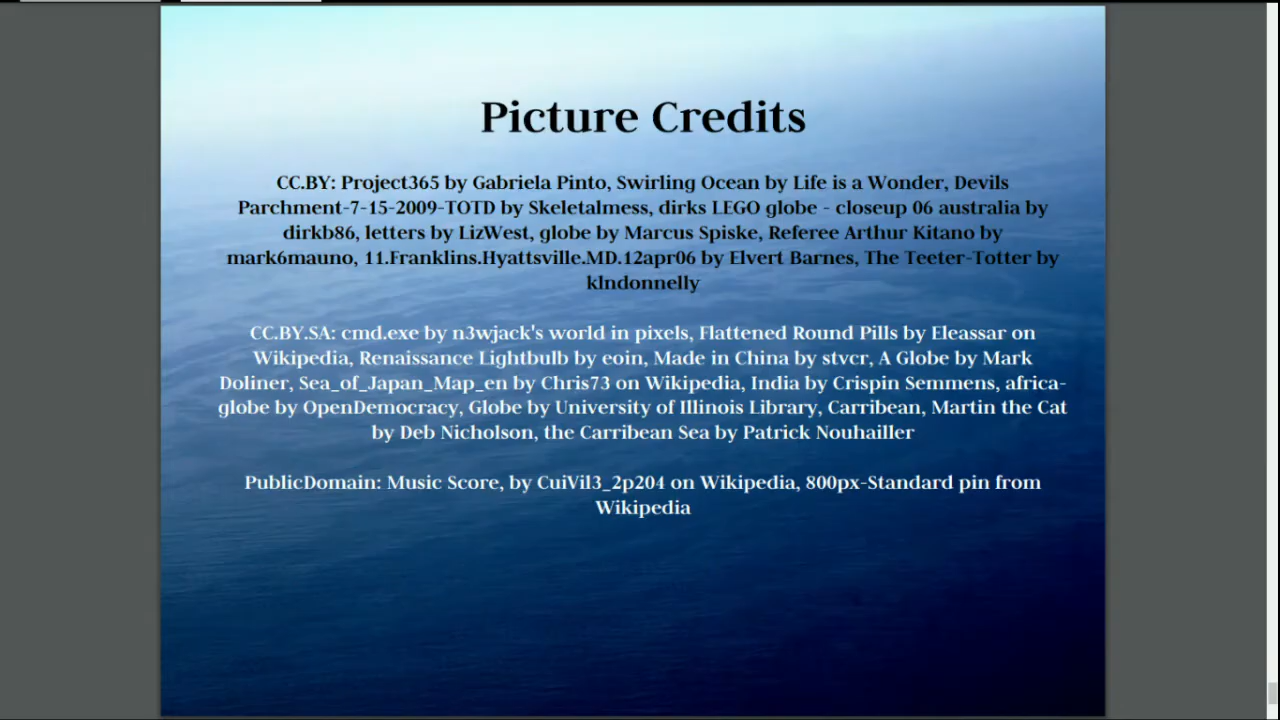 Picture Credits
CC.BY: Project365 by Gabriela Pinto, Swirling Ocean by Life is a Wonder, Devils
Parchment-7-15-2009-TOTD by Skeletalmess, dirks LEGO globe - closeup 06 australia by
dirkb86, letters by LizWest, globe by Marcus Spiske, Referee Arthur Kitano by
mark6mauno, 11.Franklins.Hyattsville.MD.12apr06 by Elvert Barnes, The Teeter-Totter by
klndonnelly
CC.BY.SA: cmd.exe by n3wjack's world in pixels, Flattened Round Pills by Eleassar on
Wikipedia, Renaissance Lightbulb by eoin, Made in China by stvcr, A Globe by Mark
Doliner, Sea_of_Japan_Map_en by Chris73 on Wikipedia, India by Crispin Semmens, africa-
globe by OpenDemocracy, Globe by University of Illinois Library, Carribean, Martin the Cat
by Deb Nicholson, the Carribean Sea by Patrick Nouhailler
PublicDomain: Music Score, by CuiVil3_2p204 on Wikipedia, 800px-Standard pin from
Wikipedia